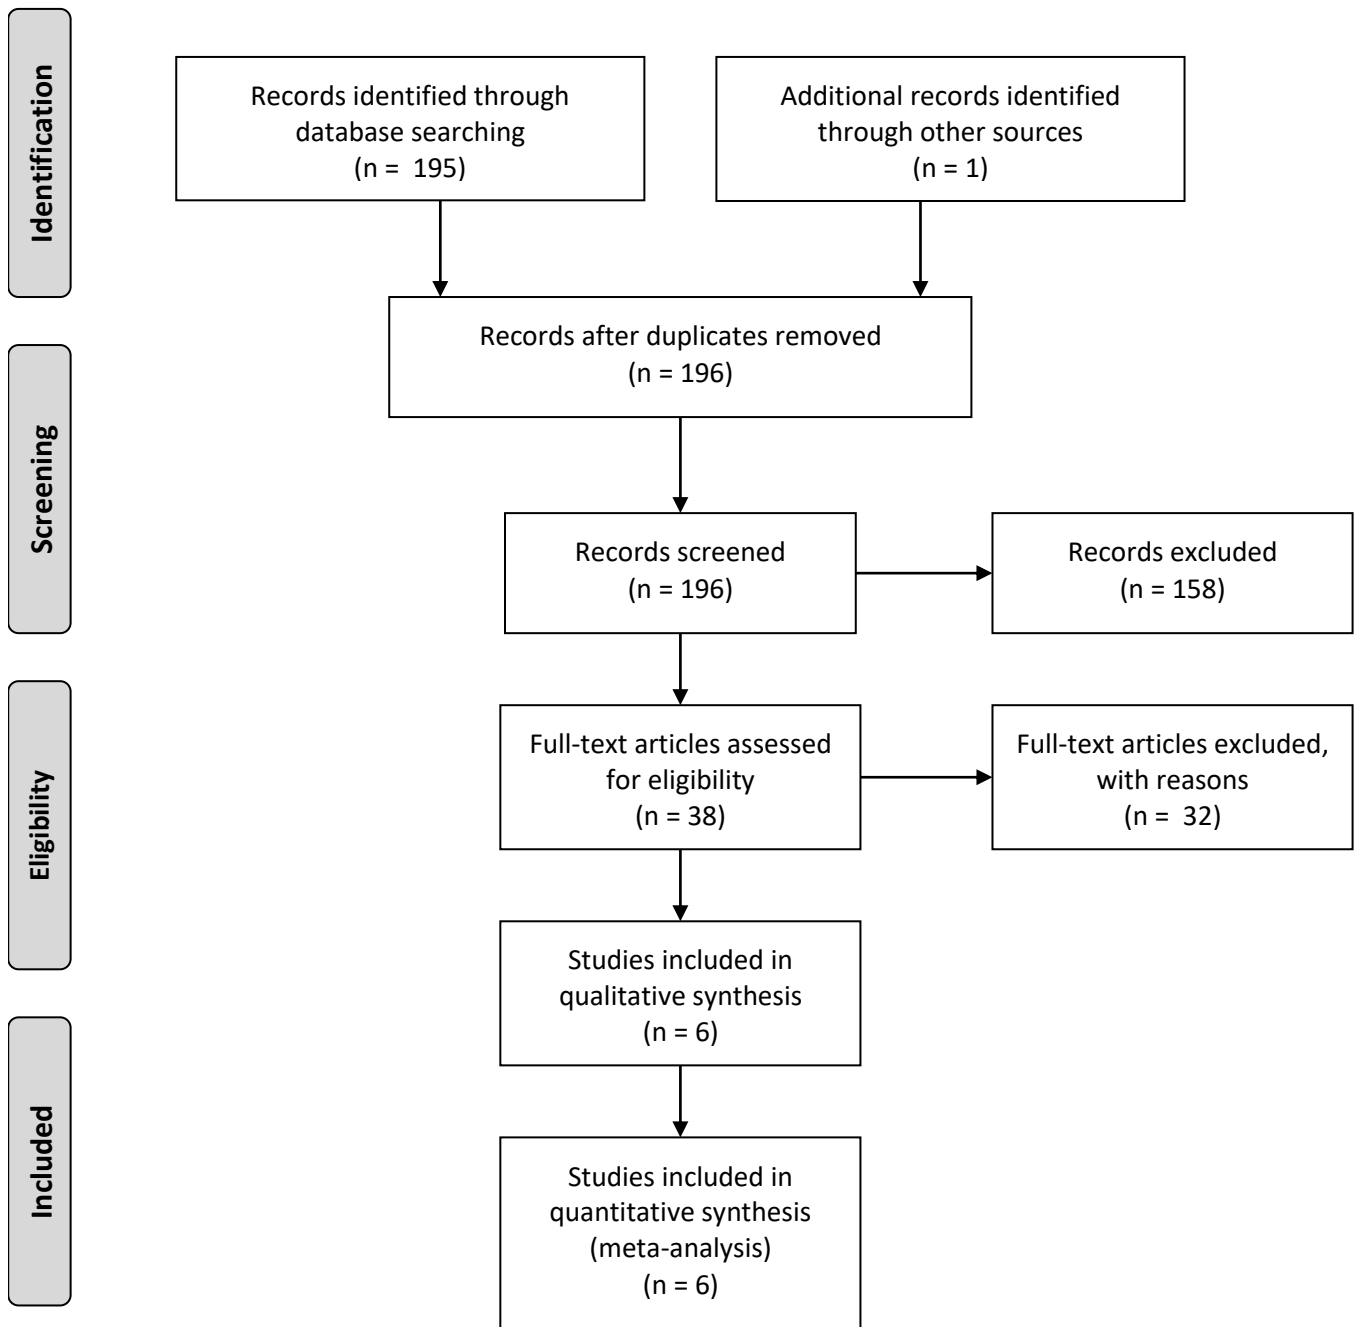 Identification
Records identified through
database searching
(n = 195)
Additional records identified
through other sources
(n = 1)
Records after duplicates removed
(n = 196)
Screening
Records screened
(n = 196)
Records excluded
(n = 158)
Eligibility
Full-text articles assessed
for eligibility
(n = 38)
Full-text articles excluded,
with reasons
(n = 32)
Studies included in
qualitative synthesis
(n = 6)
Included
Studies included in
quantitative synthesis
(meta-analysis)
(n = 6)